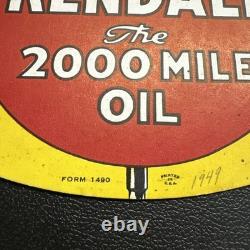 KENDALL
The
2000 MILE
OIL
FORM 1490
PRINTED
IN
U.S.A.
1949